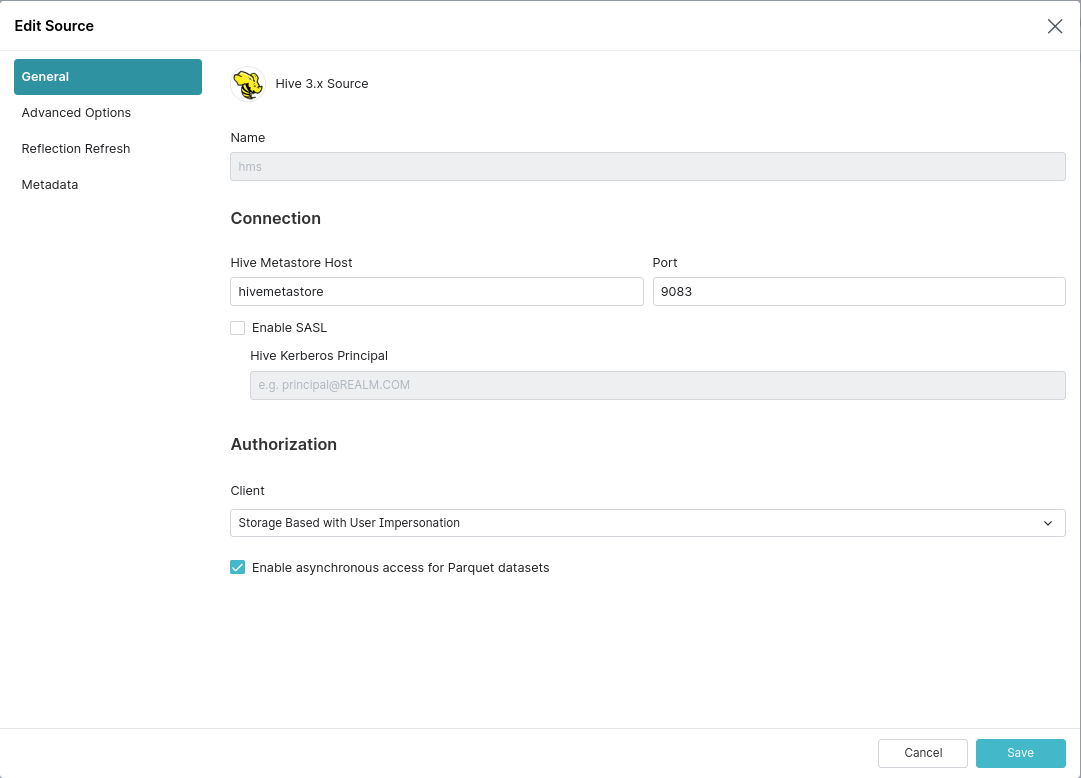 Edit Source
General
Advanced Options
Reflection Refresh
Metadata
Hive 3.x Source
Name
hms
Connection
Hive Metastore Host
Port
hivemetastore
9083
Enable SASL
Hive Kerberos Principal
e.g. principal@REALM.COM
Authorization
Client
Storage Based with User Impersonation
Enable asynchronous access for Parquet datasets
Cancel
Save